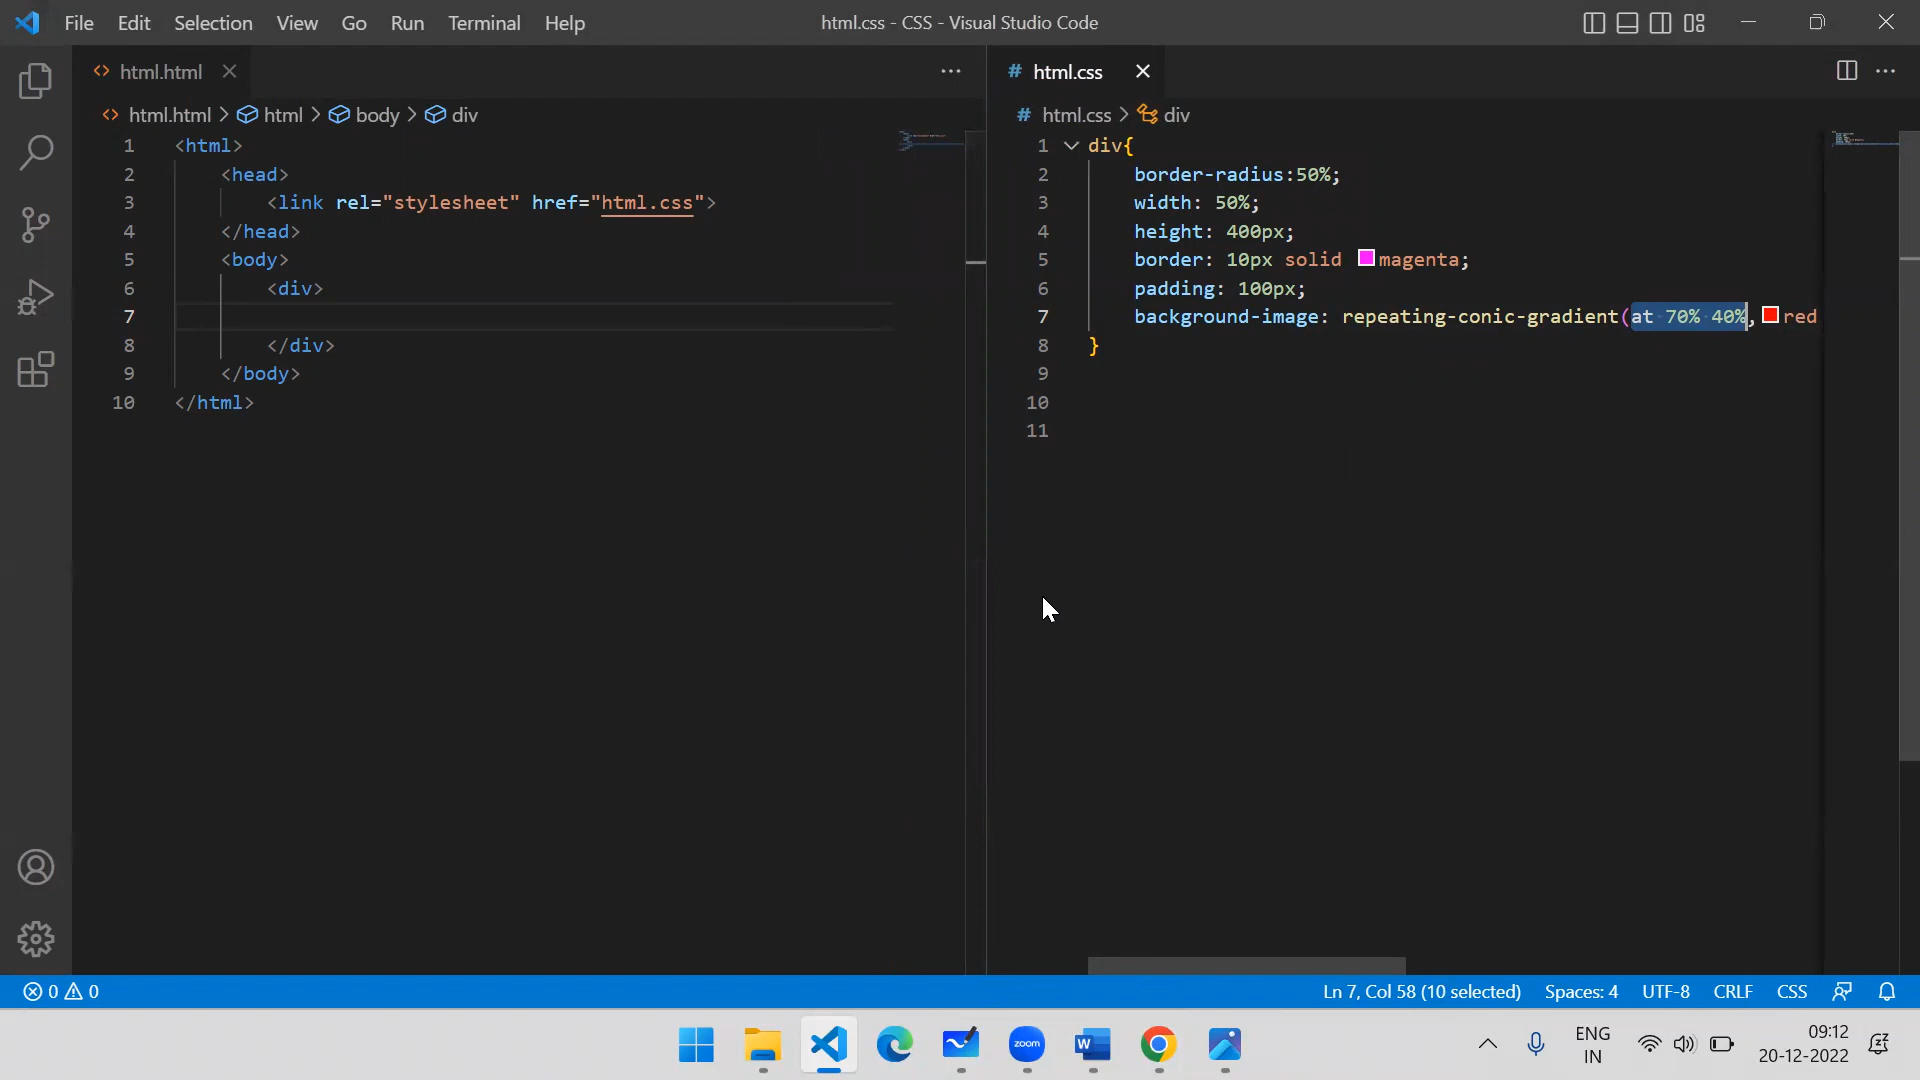 File Edit Selection View Go Run Terminal Help
html.css - CSS - Visual Studio Code
html.html
html.html > html > body > div
1 <html>
2 <head>
3 <link rel="stylesheet" href="html.css">
4 </head>
5 <body>
6 <div>
7
8 </div>
9 </body>
10 </html>
# html.css
# html.css > div
1 div{
2 border-radius:50%;
3 width: 50%;
4 height: 400px;
5 border: 10px solid magenta;
6 padding: 100px;
7 background-image: repeating-conic-gradient(at 70% 40%, red
8 }
9
10
11
0 0
Ln 7, Col 58 (10 selected) Spaces: 4 UTF-8 CRLF CSS
zoom
W
ENG
IN
09:12
20-12-2022